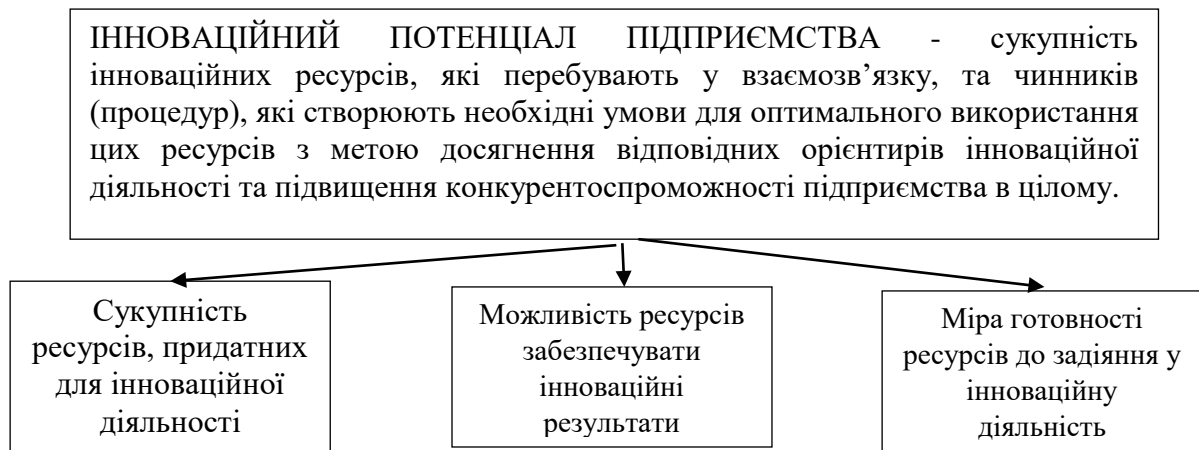 ІННОВАЦІЙНИЙ ПОТЕНЦІАЛ ПІДПРИЄМСТВА - сукупність
інноваційних ресурсів, які перебувають у взаємозв’язку, та чинників
(процедур), які створюють необхідні умови для оптимального використання
цих ресурсів з метою досягнення відповідних орієнтирів інноваційної
діяльності та підвищення конкурентоспроможності підприємства в цілому.
Сукупність
ресурсів, придатних
для інноваційної
діяльності
Можливість ресурсів
забезпечувати
інноваційні
результати
Міра готовності
ресурсів до задіяння у
інноваційну
діяльність